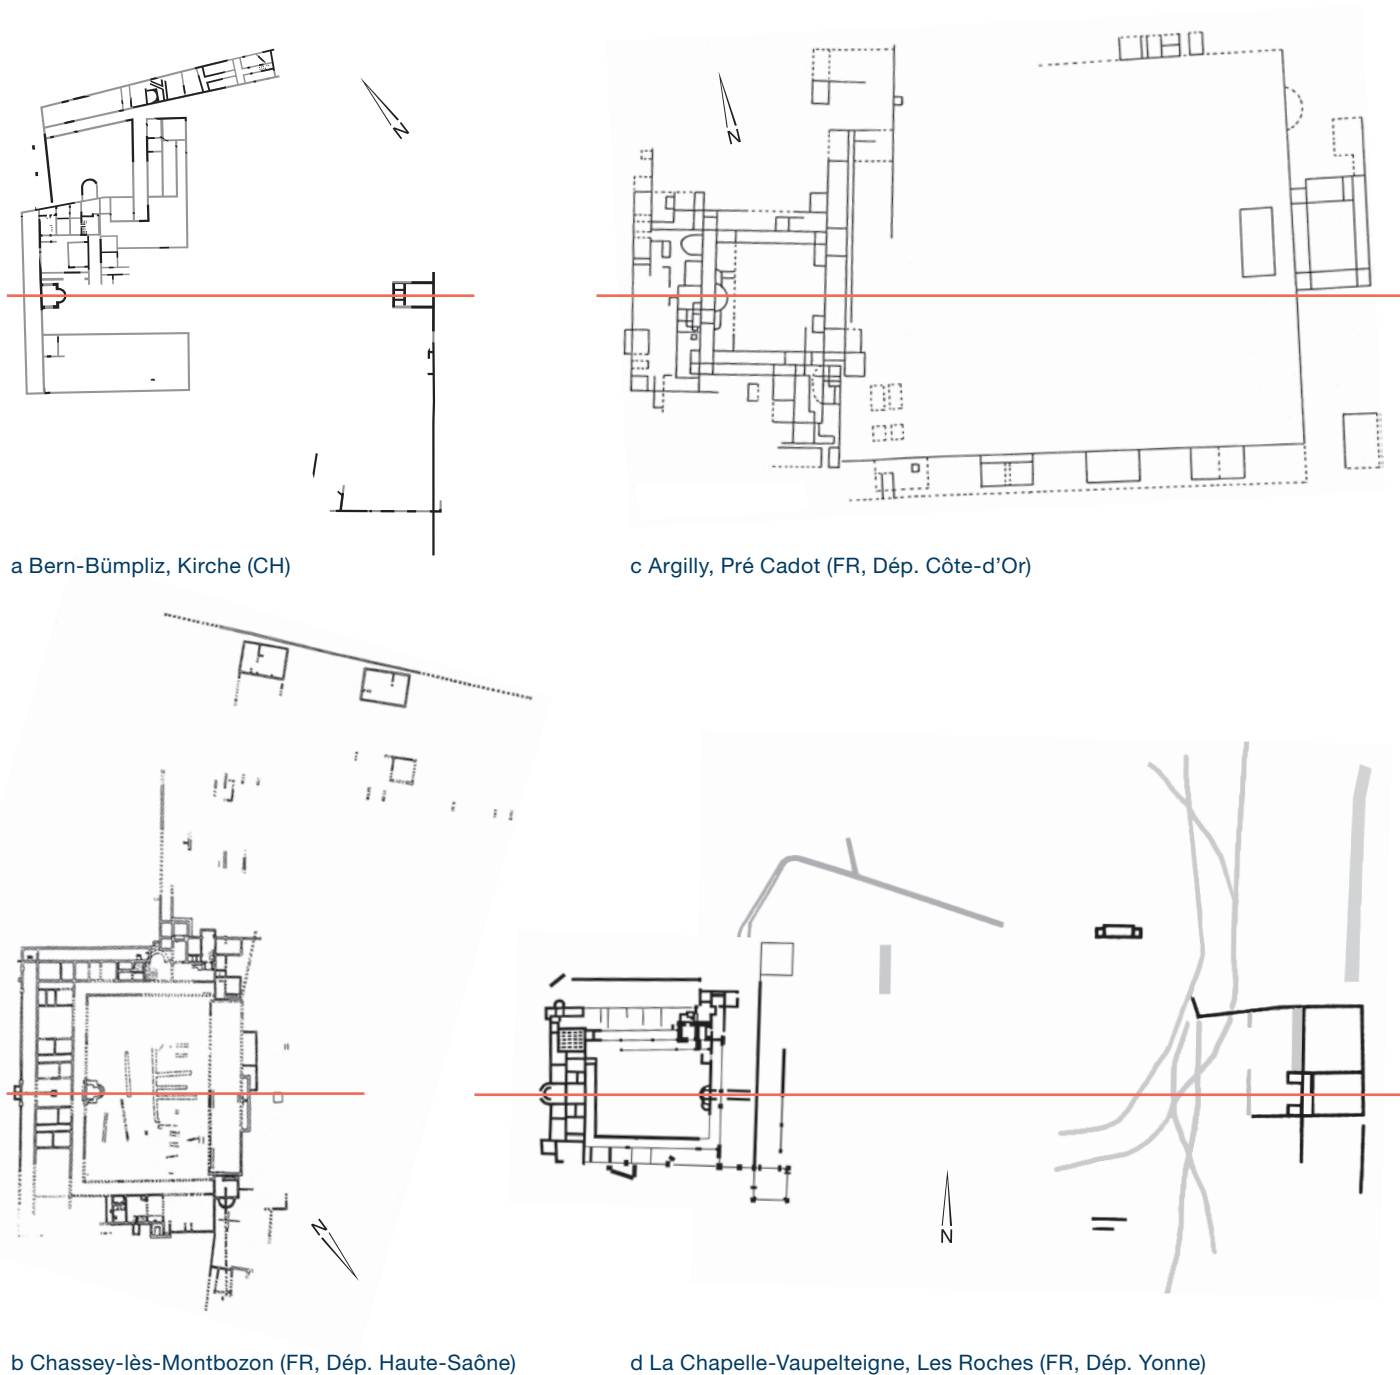 N
N
a Bern-Bümpliz, Kirche (CH)
c Argilly, Pré Cadot (FR, Dép. Côte-d’Or)
N
N
b Chassey-lès-Montbozon (FR, Dép. Haute-Saône)
d La Chapelle-Vaupelteigne, Les Roches (FR, Dép. Yonne)